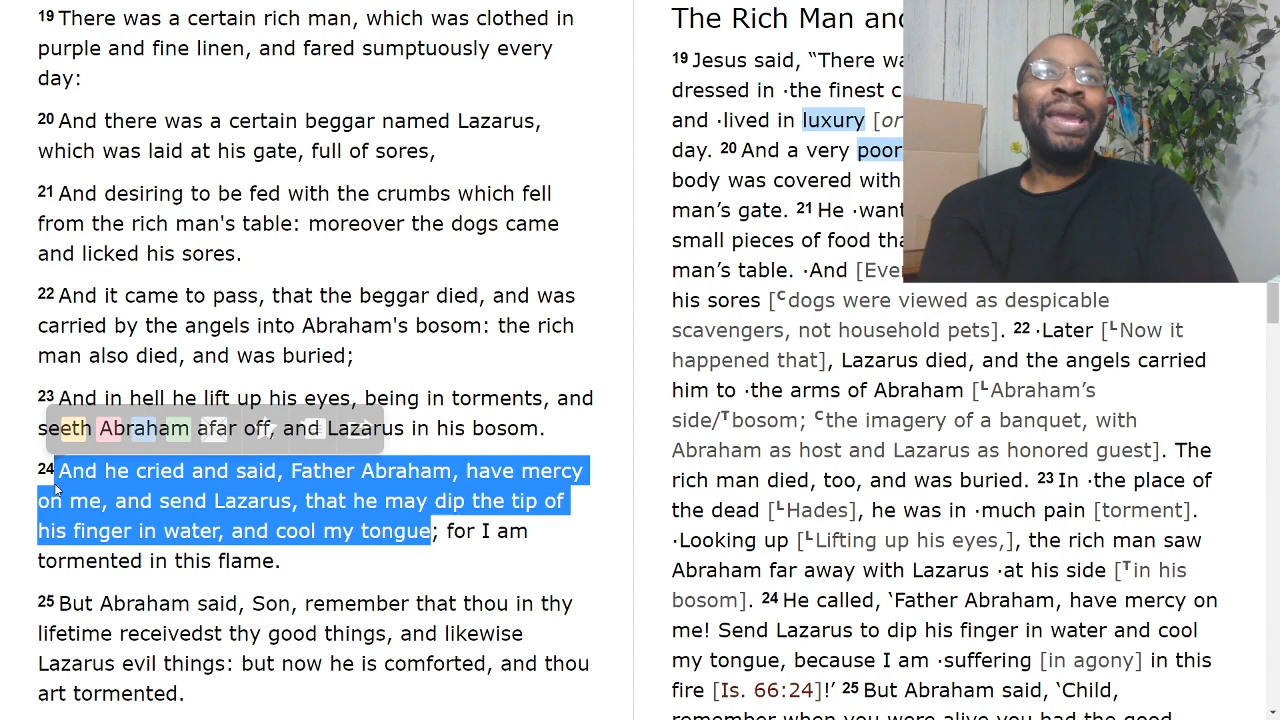 19 There was a certain rich man, which was clothed in
purple and fine linen, and fared sumptuously every
day:
20 And there was a certain beggar named Lazarus,
which was laid at his gate, full of sores,
21 And desiring to be fed with the crumbs which fell
from the rich man's table: moreover the dogs came
and licked his sores.
22 And it came to pass, that the beggar died, and was
carried by the angels into Abraham's bosom: the rich
man also died, and was buried;
23 And in hell he lift up his eyes, being in torments, and
seeth Abraham afar off, and Lazarus in his bosom.
24 And he cried and said, Father Abraham, have mercy
on me, and send Lazarus, that he may dip the tip of
his finger in water, and cool my tongue; for I am
tormented in this flame.
25 But Abraham said, Son, remember that thou in thy
lifetime receivedst thy good things, and likewise
Lazarus evil things: but now he is comforted, and thou
art tormented.
The Rich Man and
19 Jesus said, “There wa
dressed in ·the finest c
and ·lived in luxury [or
day. 20 And a very poor
body was covered with
man’s gate. 21 He ·want
small pieces of food tha
man’s table. ·And [Eve
his sores [C dogs were viewed as despicable
scavengers, not household pets]. 22 ·Later [L Now it
happened that], Lazarus died, and the angels carried
him to ·the arms of Abraham [L Abraham’s
side/T bosom; C the imagery of a banquet, with
Abraham as host and Lazarus as honored guest]. The
rich man died, too, and was buried. 23 In ·the place of
the dead [L Hades], he was in ·much pain [torment].
·Looking up [L Lifting up his eyes,], the rich man saw
Abraham far away with Lazarus ·at his side [T in his
bosom]. 24 He called, ‘Father Abraham, have mercy on
me! Send Lazarus to dip his finger in water and cool
my tongue, because I am ·suffering [in agony] in this
fire [Is. 66:24]!’ 25 But Abraham said, ‘Child,
remember when you were alive you had the good